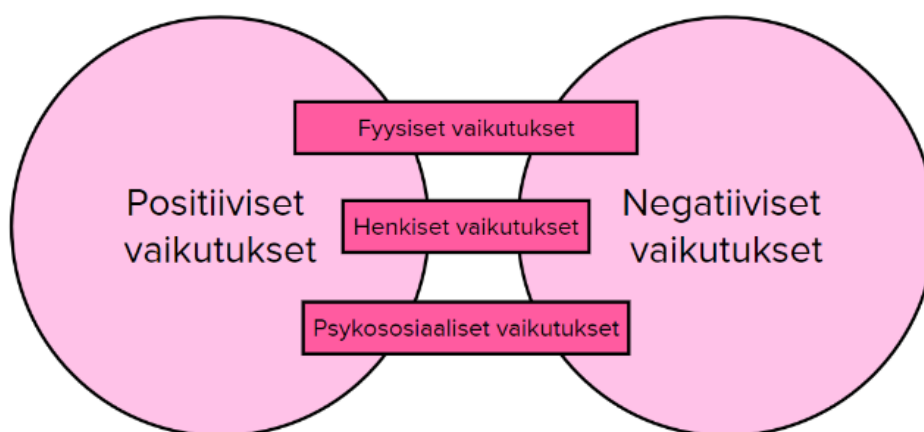 Fyysiset vaikutukset
Positiiviset
vaikutukset
Henkiset vaikutukset
Negatiiviset
vaikutukset
Psykososiaaliset vaikutukset